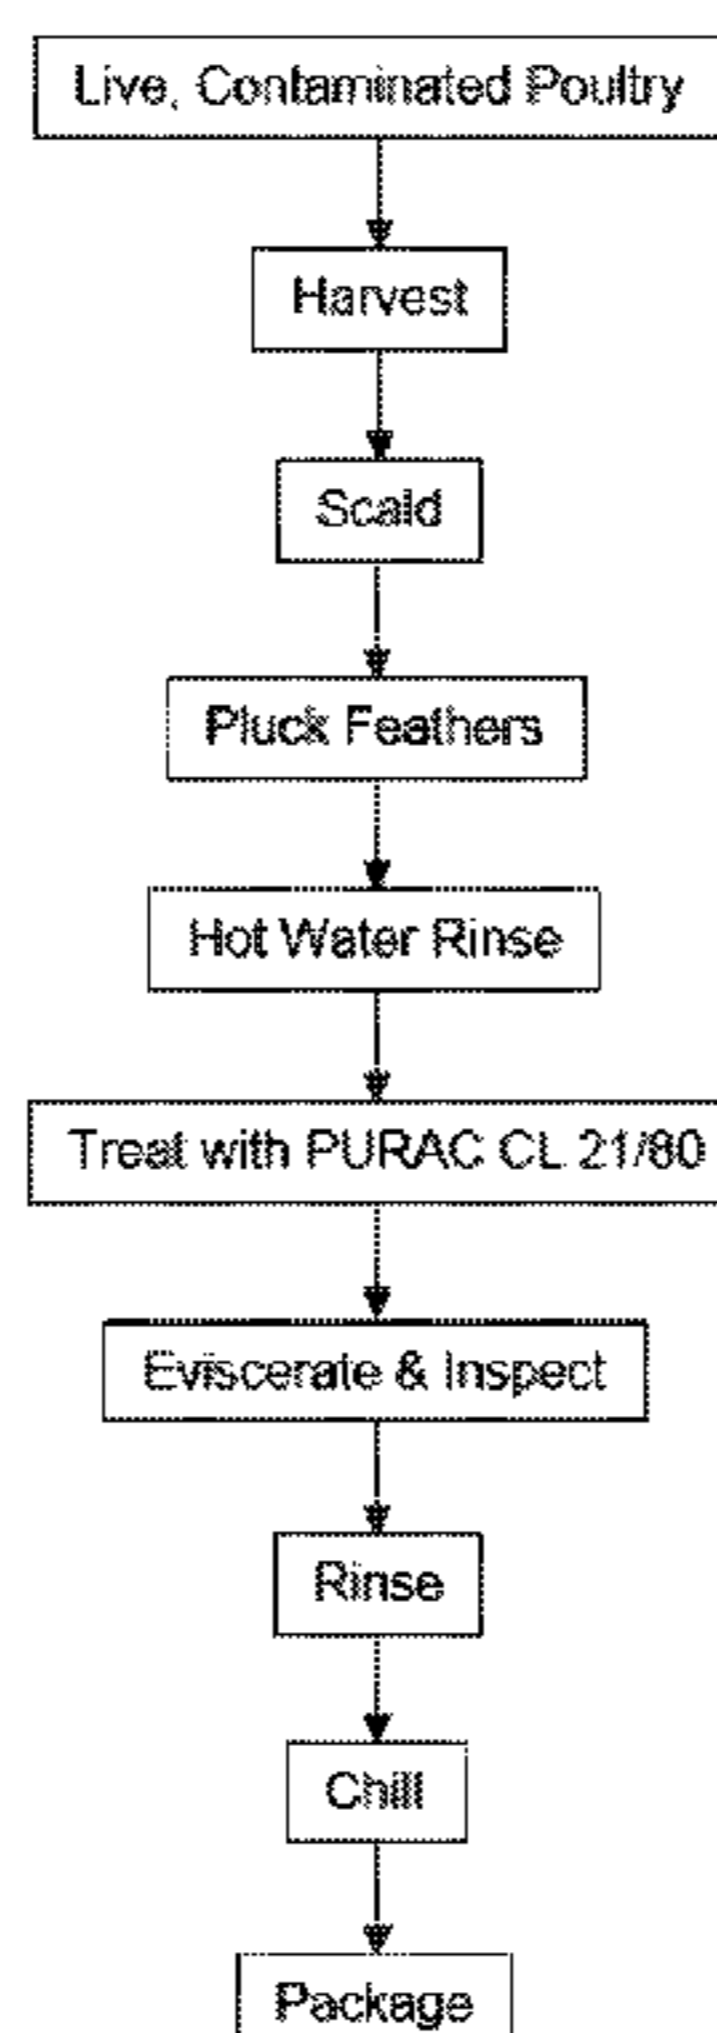 Live, Contaminated Poultry
Harvest
Scald
Pluck Feathers
Hot Water Rinse
Treat with PURAC CL 21/80
Eviscerate & Inspect
Rinse
Chill
Package